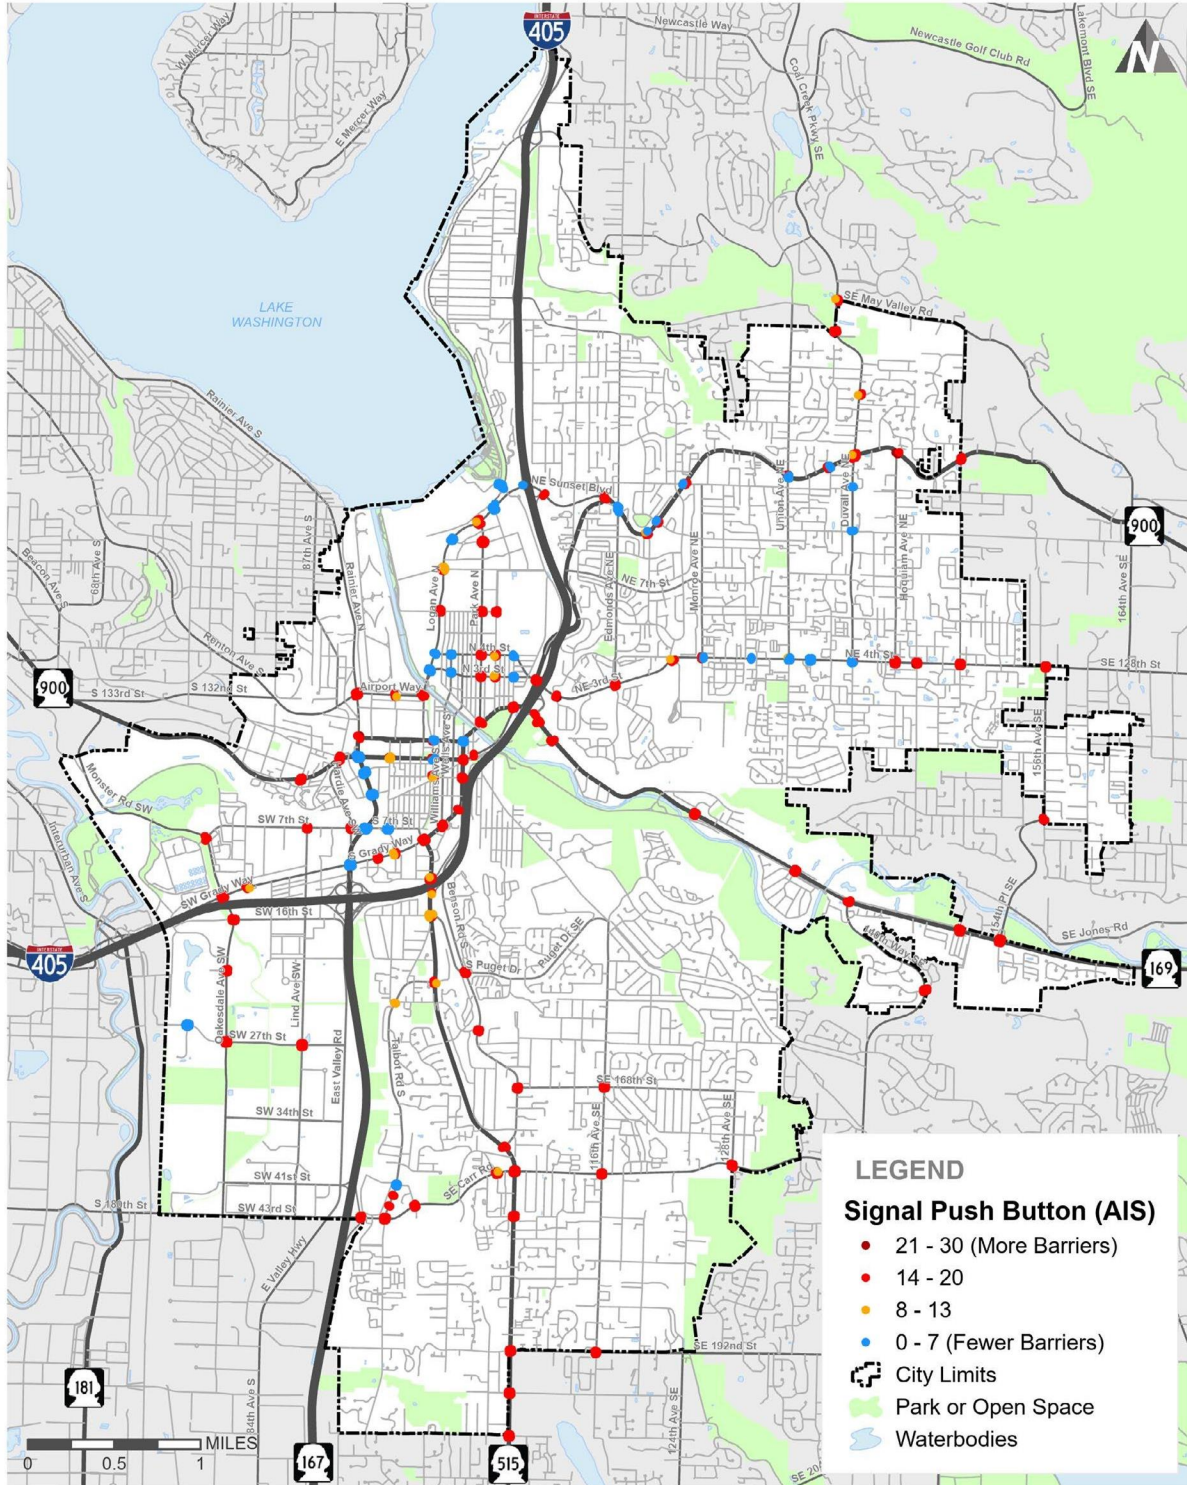 INTERSTATE
405
W Mercer Way
E Mercer Way
Newcastle Way
Newcastle Golf Club Rd
Lakemont Blvd SE
N
Coal Creek Pkwy SE
LAKE
WASHINGTON
SE May Valley Rd
Rainier Ave S
NE Sunset Blvd
Union Ave NE
Duvall Ave NE
Hoquiam Ave NE
900
164th Ave SE
87th Ave S
68th Ave S
Beacon Ave S
Rainier Ave N
Logan Ave N
Park Ave N
NE 7th St
Edmonds Ave NE
Monroe Ave NE
Renton Ave S
N 4th St
N 3rd St
NE 4th St
SE 128th St
900
S 133rd St
S 132nd St
Airport Way
NE 3rd St
156th Ave SE
Wells Ave S
Williams Ave S
Hardie Ave SW
Monster Rd SW
SW 7th St
S 7th St
Interurban Ave S
Grady Way
SW Grady Way
SW 16th St
Benson Rd S
Puget Dr SE
S Puget Dr
154th Pl SE
SE Jones Rd
140th Way SE
INTERSTATE
405
169
Oakesdale Ave SW
Lind Ave SW
SW 27th St
East Valley Rd
Talbot Rd S
SE 168th St
SW 34th St
116th Ave SE
128th Ave SE
SW 41st St
SE Carr Rd
S 180th St
SW 43rd St
E Valley Hwy
SE 192nd St
181
84th Ave S
124th Ave SE
MILES
0
0.5
1
167
515
LEGEND
Signal Push Button (AIS)
21 - 30 (More Barriers)
14 - 20
8 - 13
0 - 7 (Fewer Barriers)
City Limits
Park or Open Space
Waterbodies